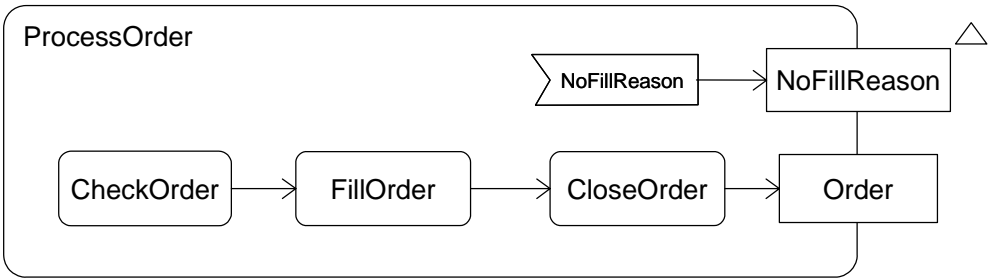 ProcessOrder
NoFillReason
NoFillReason
CheckOrder
FillOrder
CloseOrder
Order